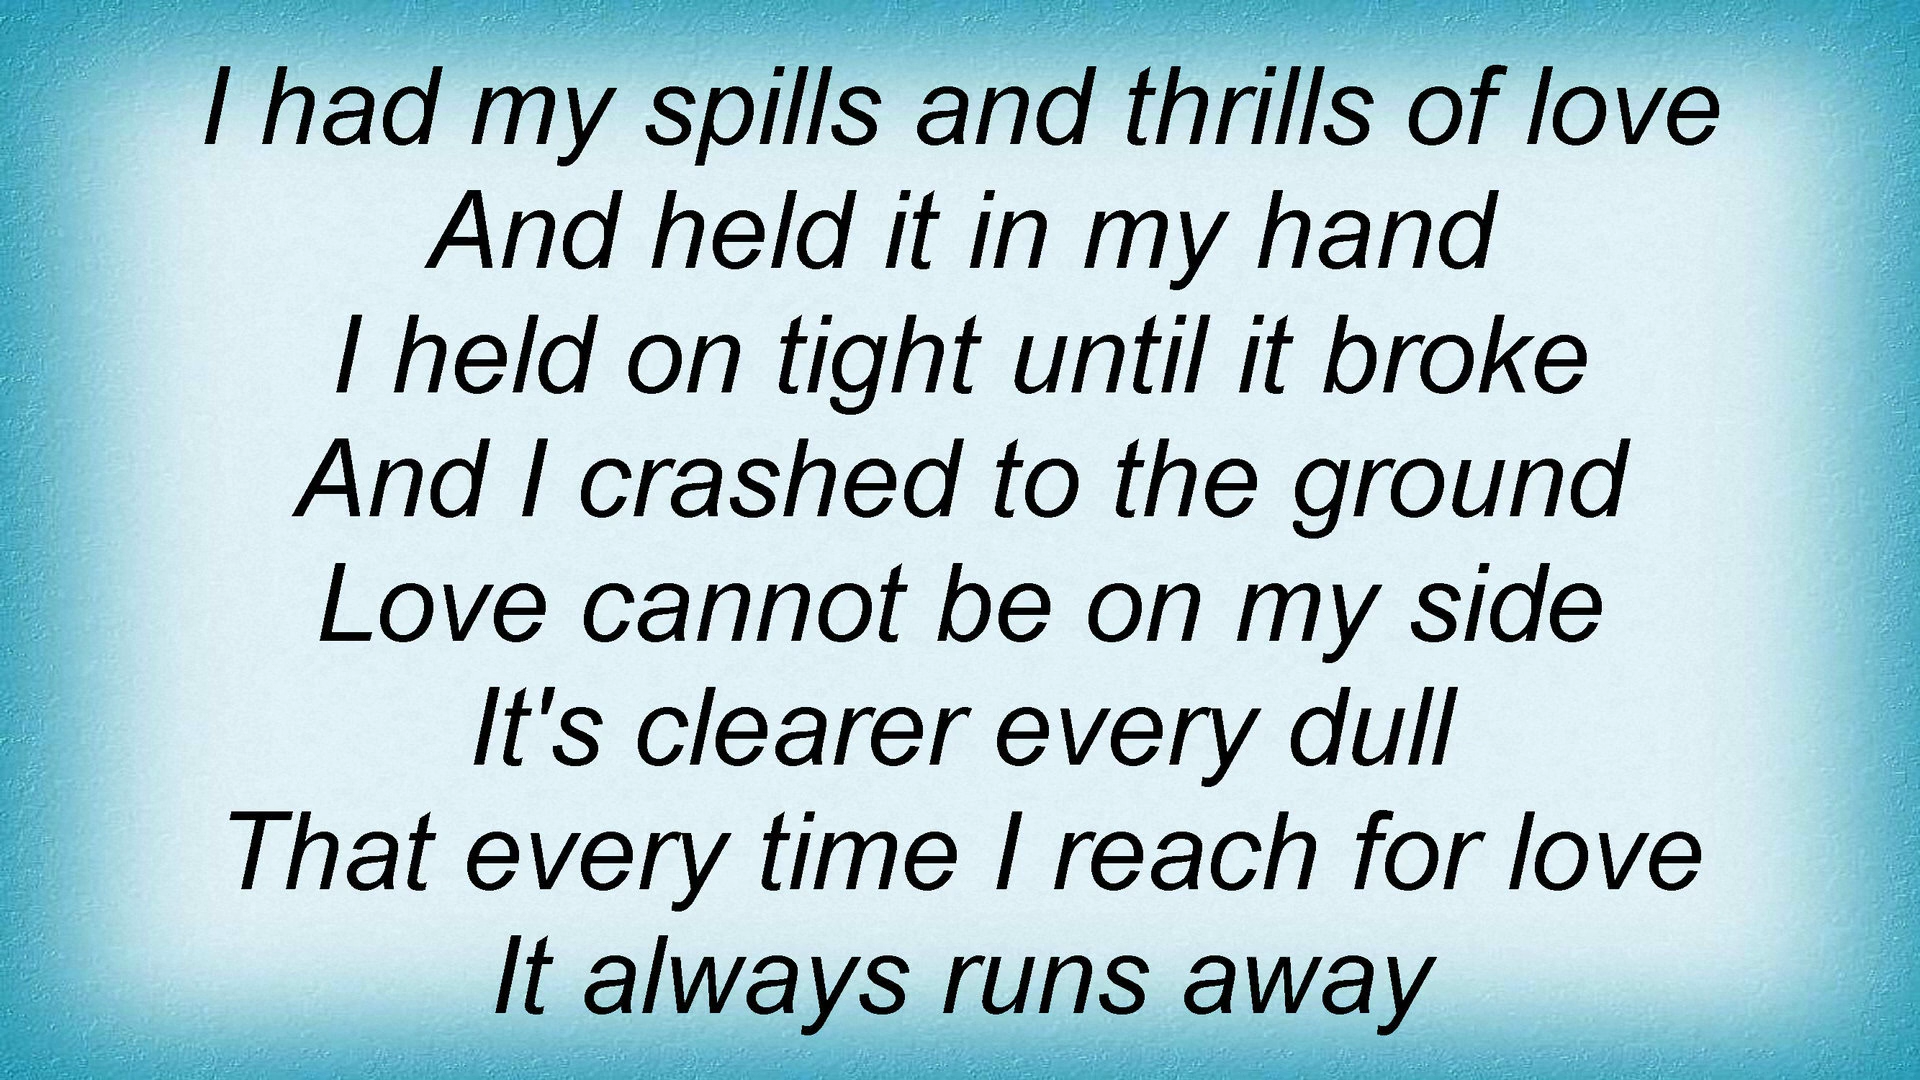 I had my spills and thrills of love
And held it in my hand
I held on tight until it broke
And I crashed to the ground
Love cannot be on my side
It's clearer every dull
That every time I reach for love
It always runs away